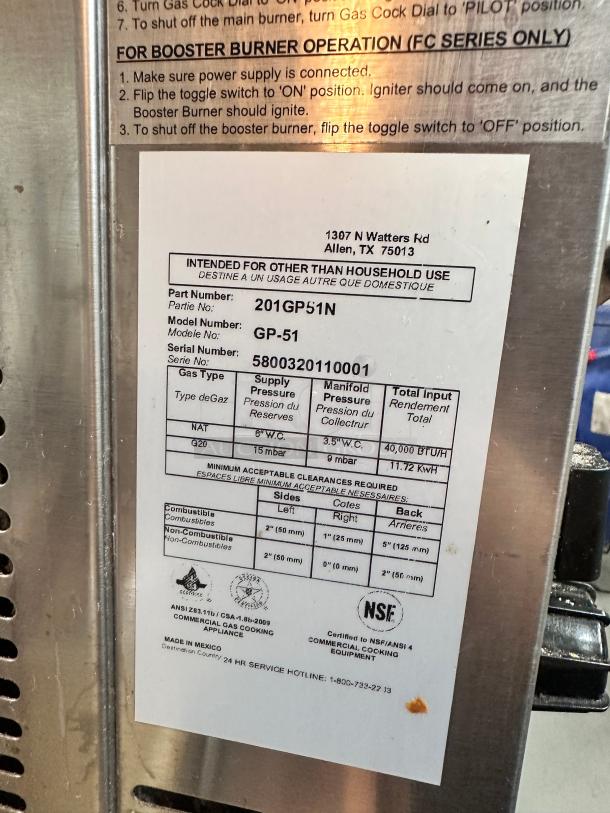 6. Turn Gas Cock Dial to 'ON'
7. To shut off the main burner, turn Gas Cock Dial to 'PILOT' position.
FOR BOOSTER BURNER OPERATION (FC SERIES ONLY)
1. Make sure power supply is connected.
2. Flip the toggle switch to 'ON' position. Igniter should come on, and the
Booster Burner should ignite.
3. To shut off the booster burner, flip the toggle switch to 'OFF' position.
1307 N Watters Rd
Allen, TX 75013
INTENDED FOR OTHER THAN HOUSEHOLD USE
DESTINE A UN USAGE AUTRE QUE DOMESTIQUE
Part Number: 201GP51N
Partie No:
Model Number: GP-51
Modele No:
Serial Number: 5800320110001
Serie No:
Gas Type Supply Pressure Manifold Pressure Total Input
Type deGaz Pression du Reserves Pression du Collectrur Rendement Total
NAT 6" W.C. 3.5" W.C. 40,000 BTU/H
G20 15 mbar 9 mbar 11.72 KwH
MINIMUM ACCEPTABLE CLEARANCES REQUIRED
ESPACES LIBRE MINIMUM ACCEPTABLE NESESSAIRES:
Sides Cotes Back
Left Right Arrieres
Combustible 2" (50 mm) 1" (25 mm) 5" (125 mm)
Combustibles
Non-Combustible 2" (50 mm) 0" (0 mm) 2" (50 mm)
Non-Combustibles
NSF
ANSI Z83.11b / CSA-1.8b-2009
COMMERCIAL GAS COOKING
APPLIANCE
Certified to NSF/ANSI 4
COMMERCIAL COOKING
EQUIPMENT
MADE IN MEXICO
Destination Country
24 HR SERVICE HOTLINE: